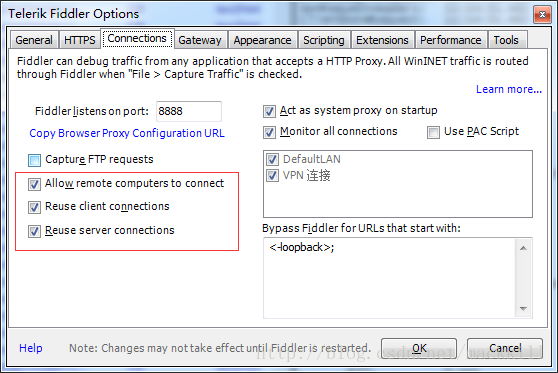 Telerik Fiddler Options
General HTTPS Connections Gateway Appearance Scripting Extensions Performance Tools
Fiddler can debug traffic from any application that accepts a HTTP Proxy. All WinINET traffic is routed
through Fiddler when "File > Capture Traffic" is checked.
Learn more...
Fiddler listens on port: 8888
Copy Browser Proxy Configuration URL
Capture FTP requests
Allow remote computers to connect
Reuse client connections
Reuse server connections
Act as system proxy on startup
Monitor all connections Use PAC Script
DefaultLAN
VPN 连接
Bypass Fiddler for URLs that start with:
<-loopback>;
Help Note: Changes may not take effect until Fiddler is restarted. OK Cancel